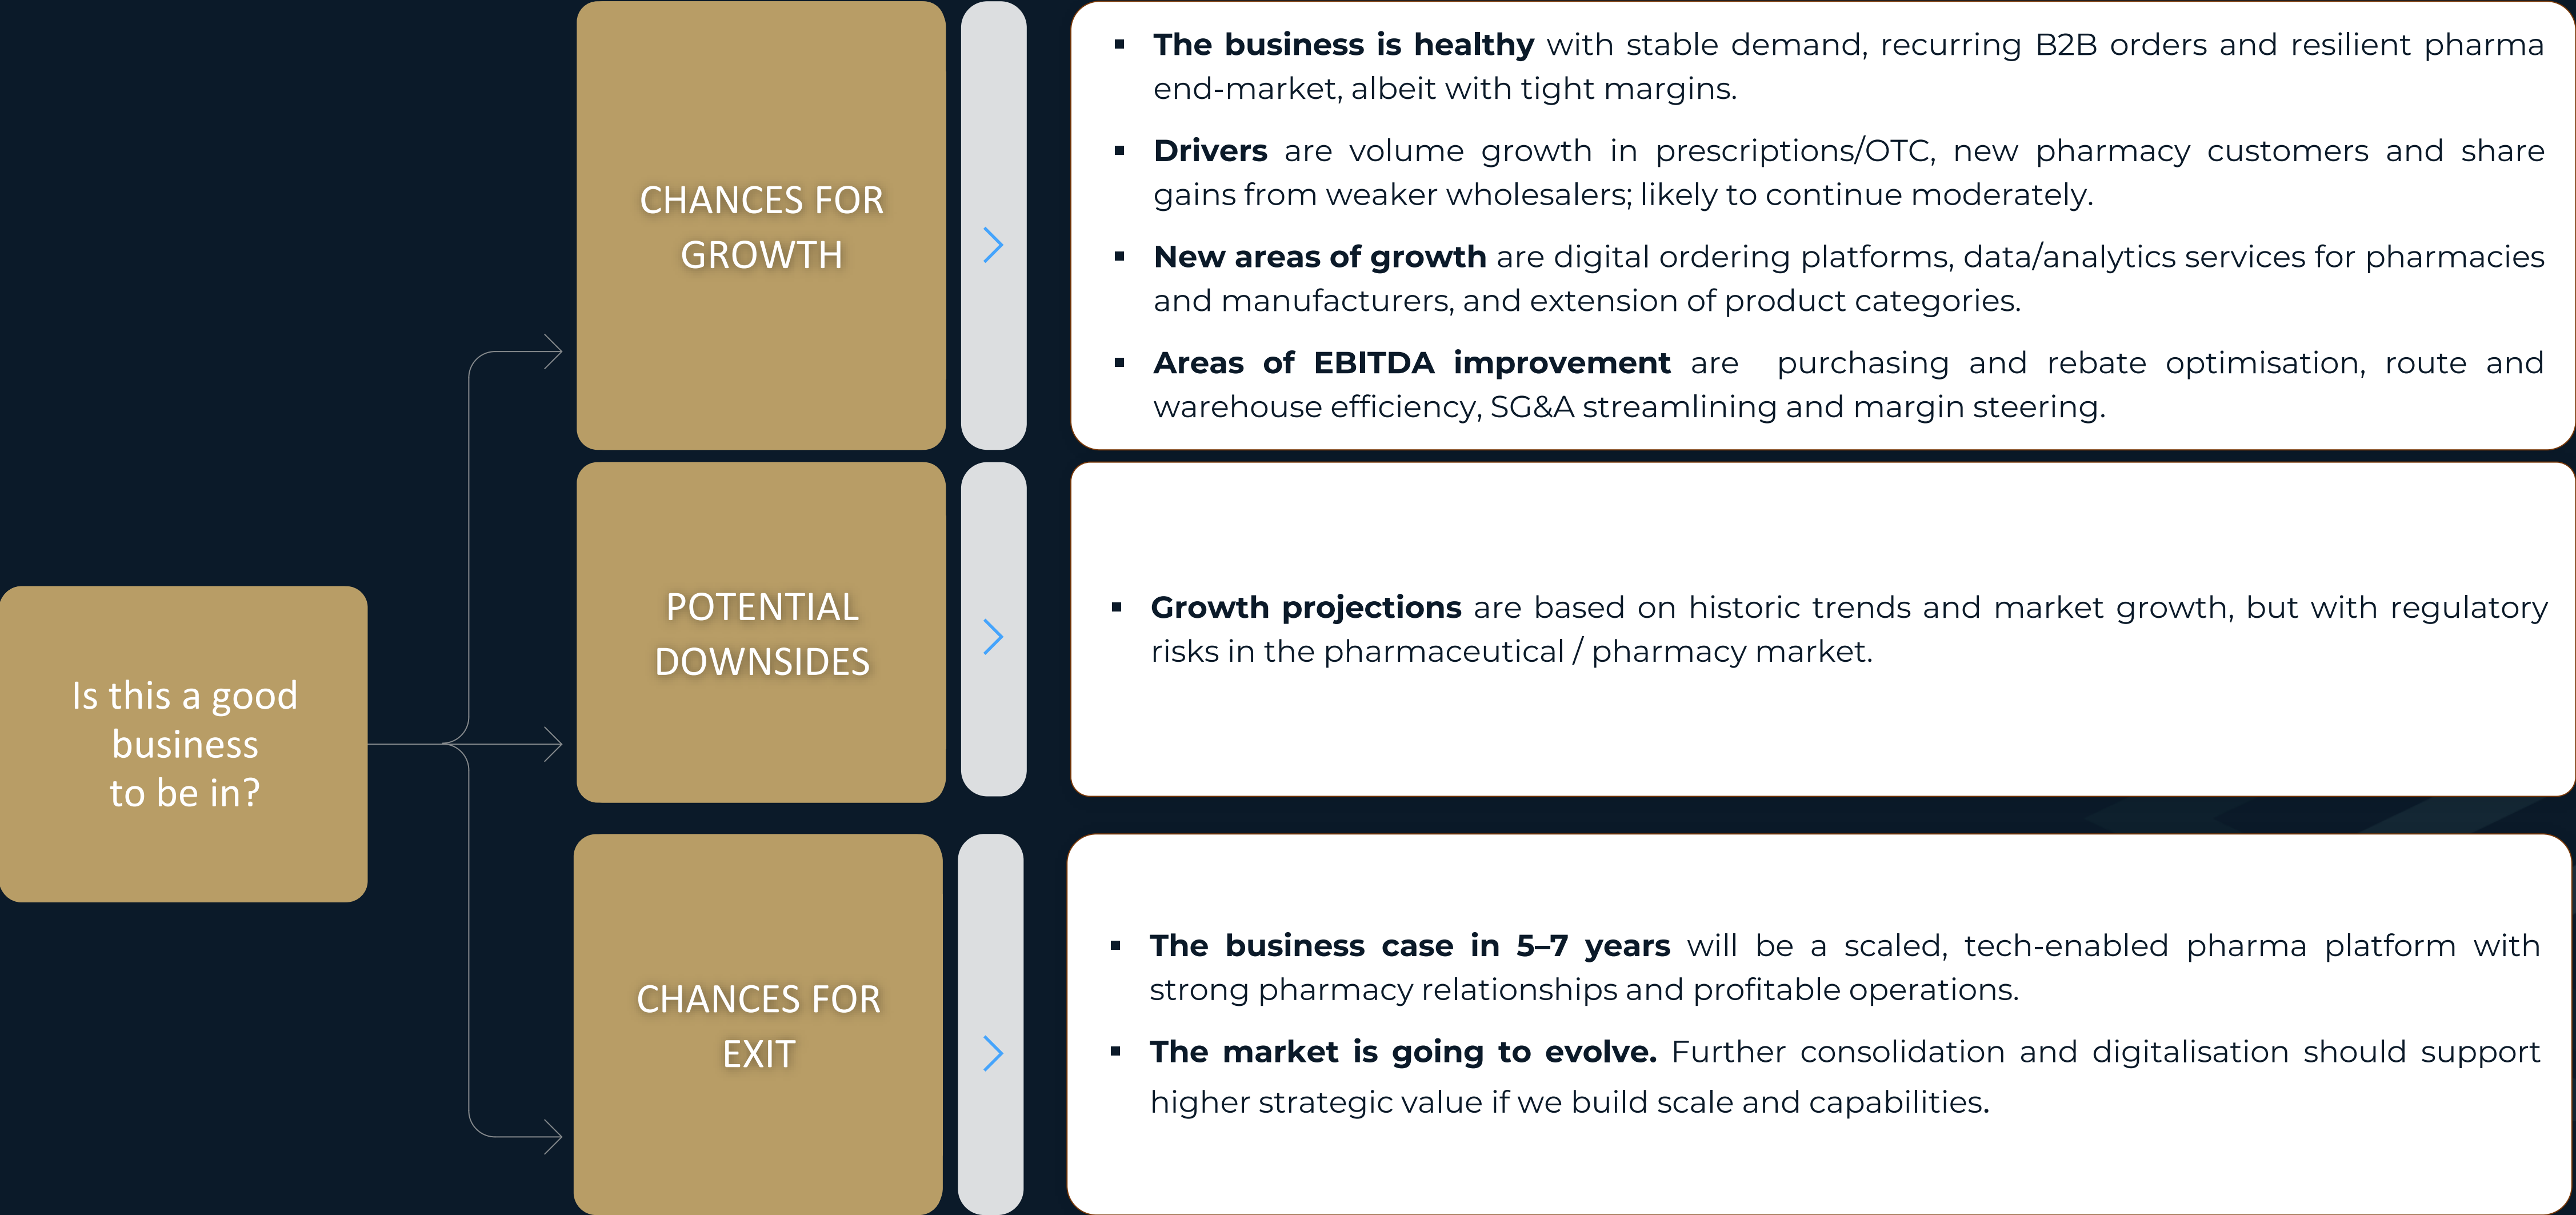 Is this a good
business
to be in?
CHANCES FOR
GROWTH
▪ The business is healthy with stable demand, recurring B2B orders and resilient pharma
end-market, albeit with tight margins.
▪ Drivers are volume growth in prescriptions/OTC, new pharmacy customers and share
gains from weaker wholesalers; likely to continue moderately.
▪ New areas of growth are digital ordering platforms, data/analytics services for pharmacies
and manufacturers, and extension of product categories.
▪ Areas of EBITDA improvement are purchasing and rebate optimisation, route and
warehouse efficiency, SG&A streamlining and margin steering.
POTENTIAL
DOWNSIDES
▪ Growth projections are based on historic trends and market growth, but with regulatory
risks in the pharmaceutical / pharmacy market.
CHANCES FOR
EXIT
▪ The business case in 5–7 years will be a scaled, tech-enabled pharma platform with
strong pharmacy relationships and profitable operations.
▪ The market is going to evolve. Further consolidation and digitalisation should support
higher strategic value if we build scale and capabilities.